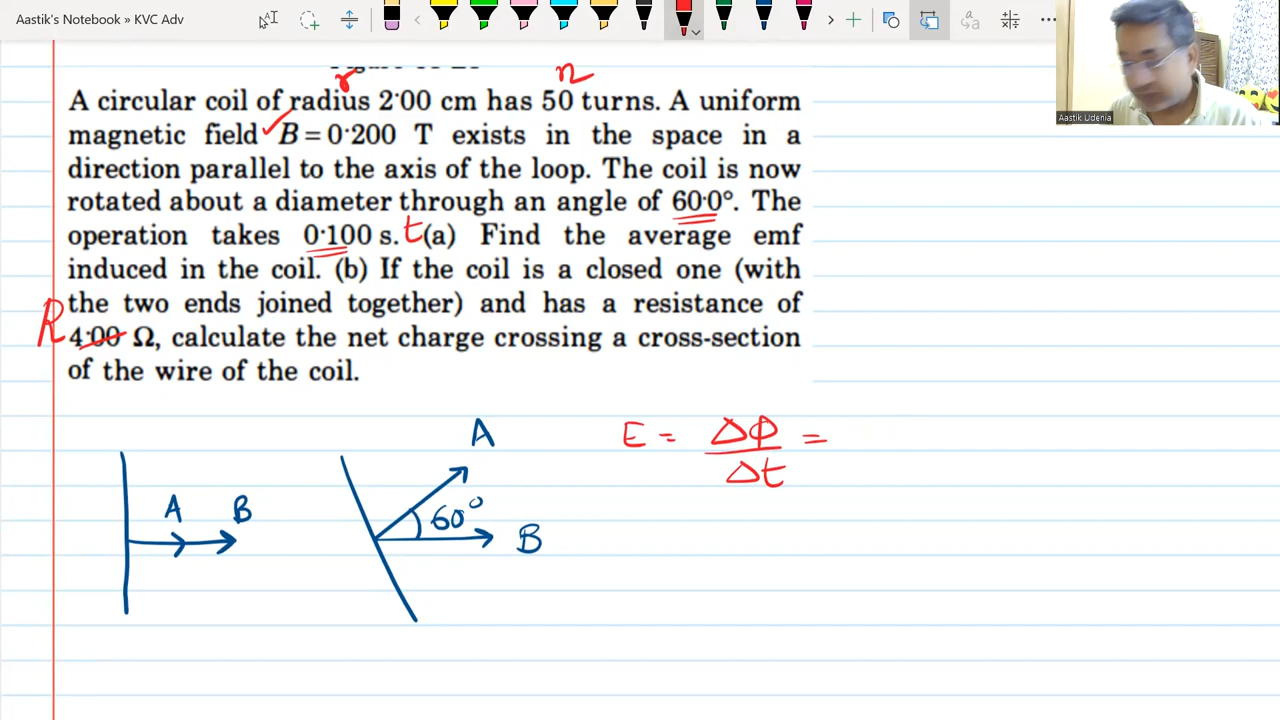 Aastik's Notebook » KVC Adv
Aastik Udenia
r
n
A circular coil of radius 2·00 cm has 50 turns. A uniform
magnetic field B = 0·200 T exists in the space in a
direction parallel to the axis of the loop. The coil is now
rotated about a diameter through an angle of 60·0°. The
operation takes 0·100 s. t (a) Find the average emf
induced in the coil. (b) If the coil is a closed one (with
R the two ends joined together) and has a resistance of
4·00 Ω, calculate the net charge crossing a cross-section
of the wire of the coil.
A B
A
60°
B
E = ΔΦ/Δt =